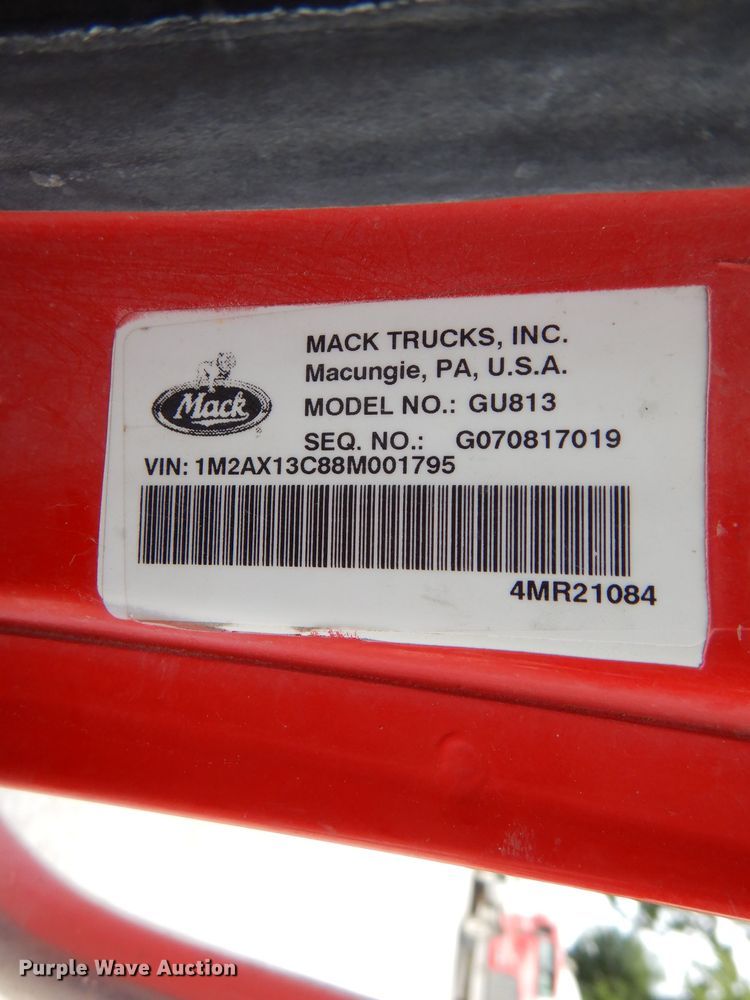 Mack
MACK TRUCKS, INC.
Macungie, PA, U.S.A.
MODEL NO.: GU813
SEQ. NO.: G070817019
VIN: 1M2AX13C88M001795
4MR21084
Purple Wave Auction